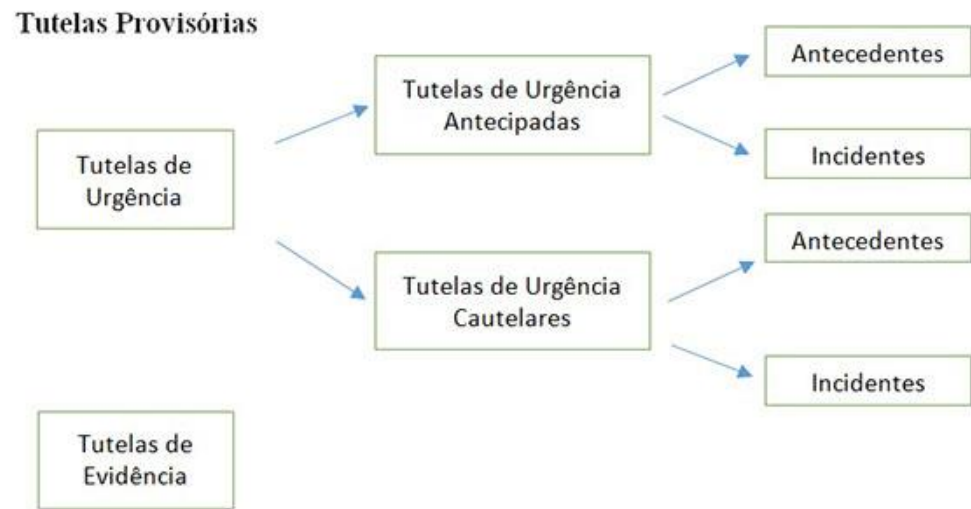 Tutelas Provisórias
Tutelas de
Urgência
Tutelas de Urgência
Antecipadas
Antecedentes
Incidentes
Tutelas de Urgência
Cautelares
Antecedentes
Incidentes
Tutelas de
Evidência